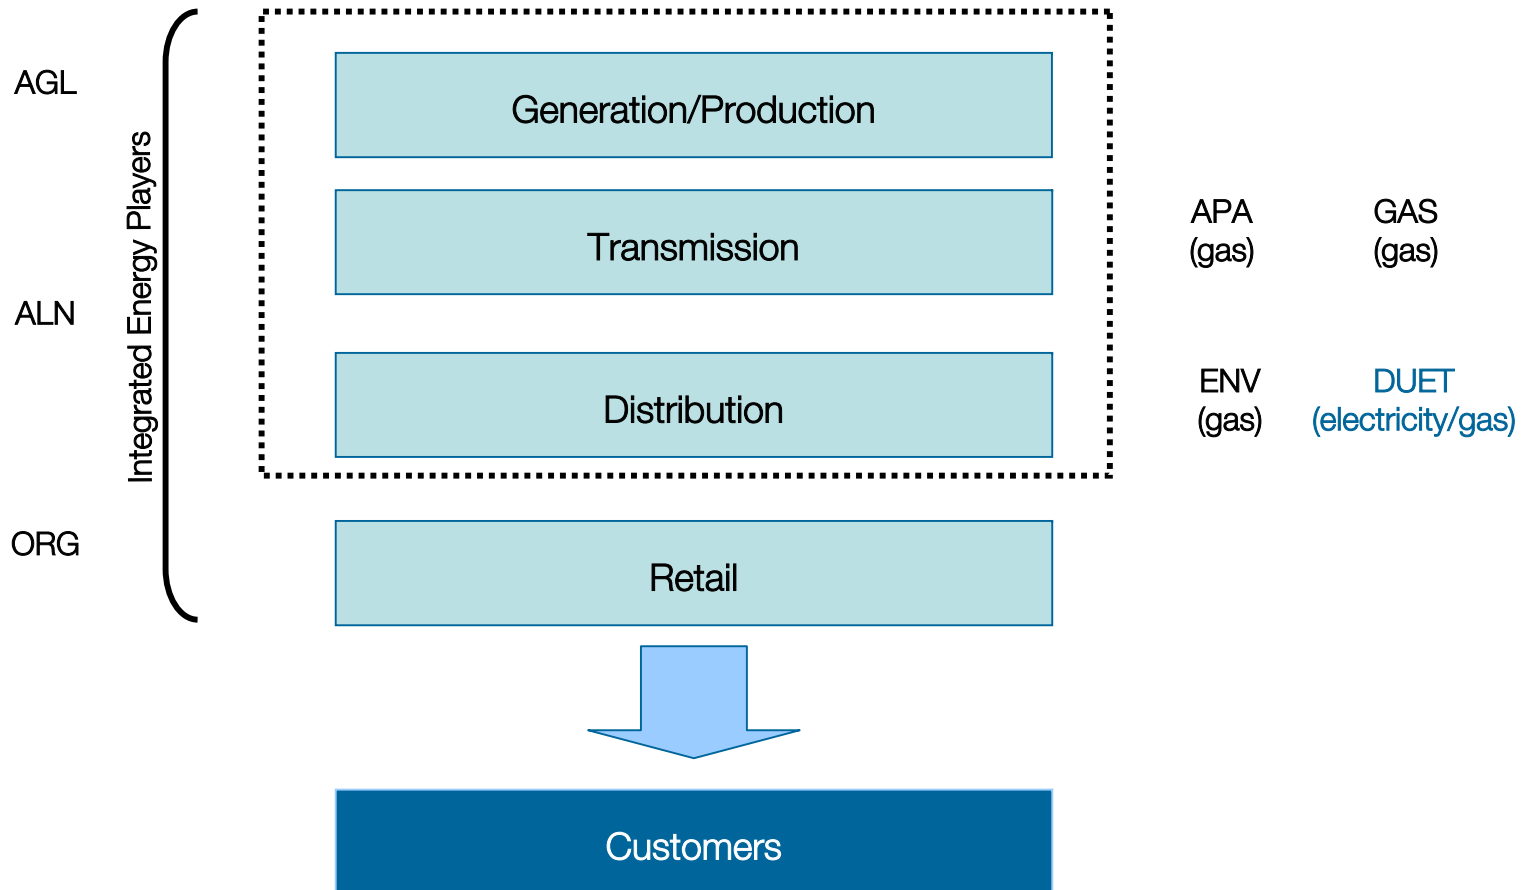 AGL
ALN
ORG
Integrated Energy Players
Generation/Production
Transmission
Distribution
Retail
Customers
APA
(gas)
GAS
(gas)
ENV
(gas)
DUET
(electricity/gas)